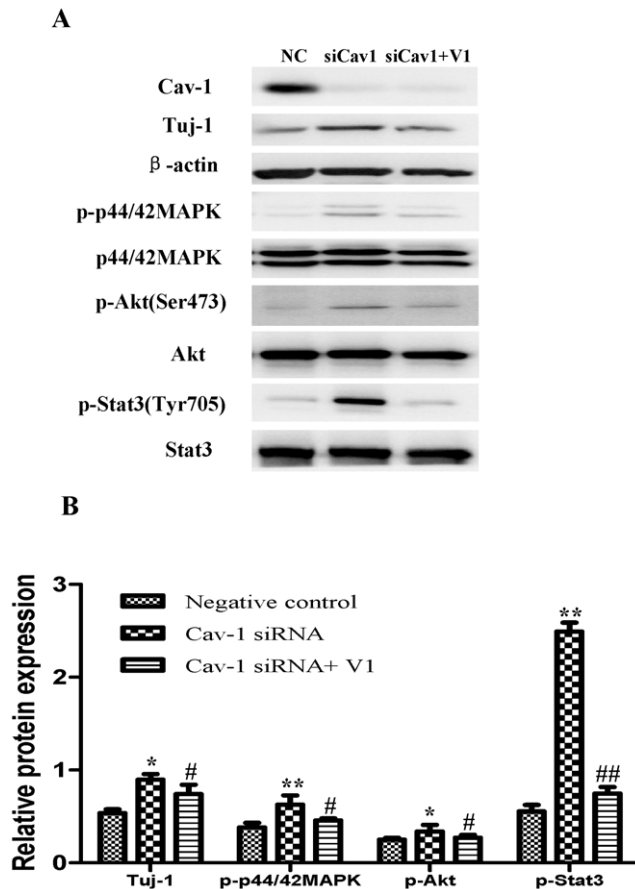 A
NC siCav1 siCav1+V1
Cav-1
Tuj-1
β-actin
p-p44/42MAPK
p44/42MAPK
p-Akt(Ser473)
Akt
p-Stat3(Tyr705)
Stat3
B
Relative protein expression
3
2
1
0
Negative control
Cav-1 siRNA
Cav-1 siRNA+ V1
* # ** # * # ** ##
Tuj-1 p-p44/42MAPK p-Akt p-Stat3